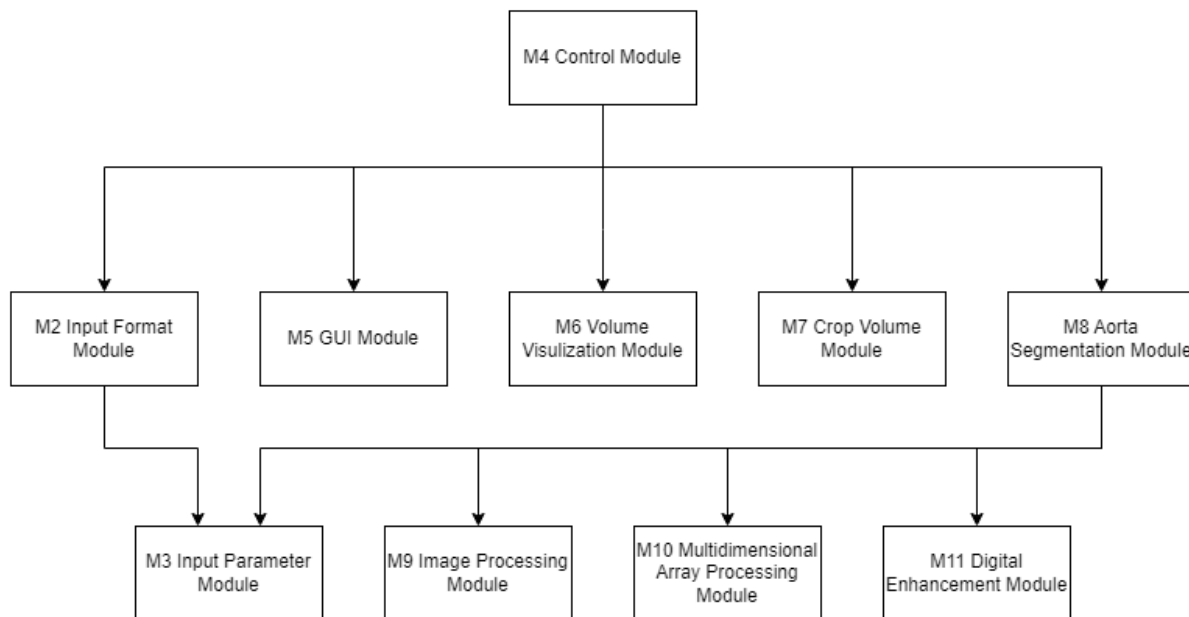 M4 Control Module
M2 Input Format
Module
M5 GUI Module
M6 Volume
Visulization Module
M7 Crop Volume
Module
M8 Aorta
Segmentation Module
M3 Input Parameter
Module
M9 Image Processing
Module
M10 Multidimensional
Array Processing
Module
M11 Digital
Enhancement Module